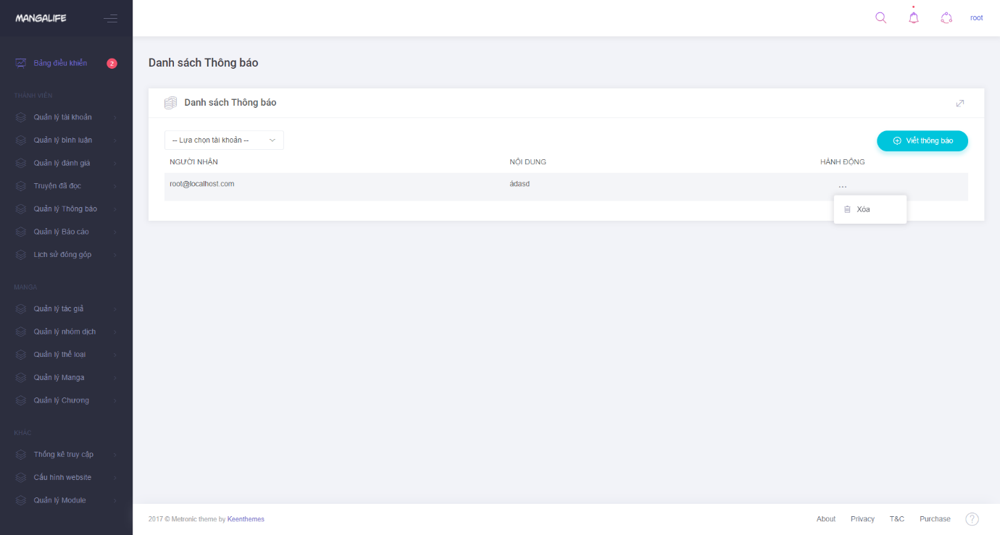 MANGALIFE
root
Bảng điều khiển
2
THÀNH VIÊN
Quản lý tài khoản
Quản lý bình luận
Quản lý đánh giá
Truyện đã đọc
Quản lý Thông báo
Quản lý Báo cáo
Lịch sử đóng góp
MANGA
Quản lý tác giả
Quản lý nhóm dịch
Quản lý thể loại
Quản lý Manga
Quản lý Chương
KHÁC
Thống kê truy cập
Cấu hình website
Quản lý Module
Danh sách Thông báo
Danh sách Thông báo
-- Lựa chọn tài khoản --
Viết thông báo
NGƯỜI NHẬN NỘI DUNG HÀNH ĐỘNG
root@localhost.com ádasd ...
Xóa
2017 © Metronic theme by Keenthemes
About Privacy T&C Purchase ?